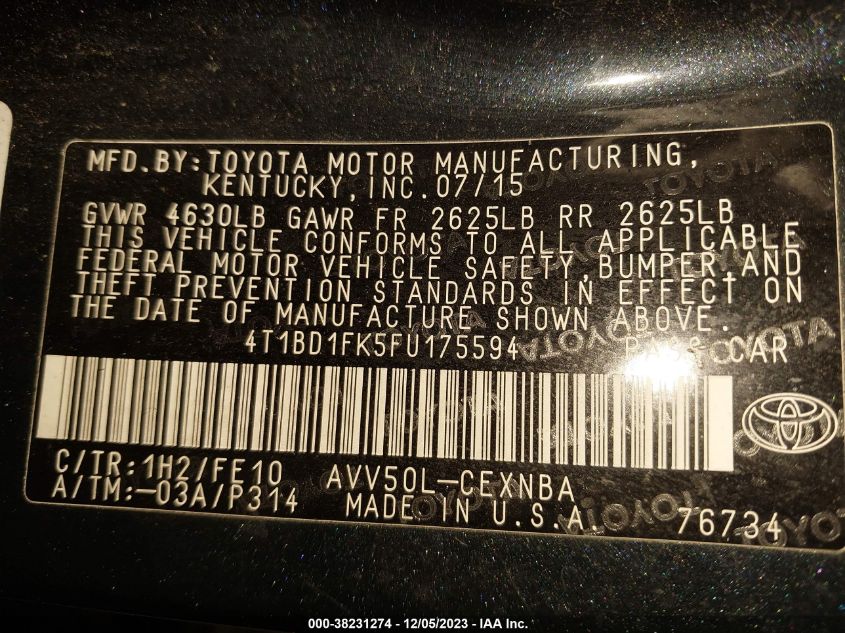 MFD.BY:TOYOTA MOTOR MANUFACTURING,
KENTUCKY,INC.07/15
GVWR 4630LB GAWR FR 2625LB RR 2625LB
THIS VEHICLE CONFORMS TO ALL APPLICABLE
FEDERAL MOTOR VEHICLE SAFETY,BUMPER,AND
THEFT PREVENTION STANDARDS IN EFFECT ON
THE DATE OF MANUFACTURE SHOWN ABOVE.
4T1BD1FK5FU175594 CAR
C/TR:1H2/FE10 AVV50L-CEXNBA
A/TM:-03A/P314 MADE IN U.S.A. 76734
TOYOTA
000-38231274 - 12/05/2023 - IAA Inc.